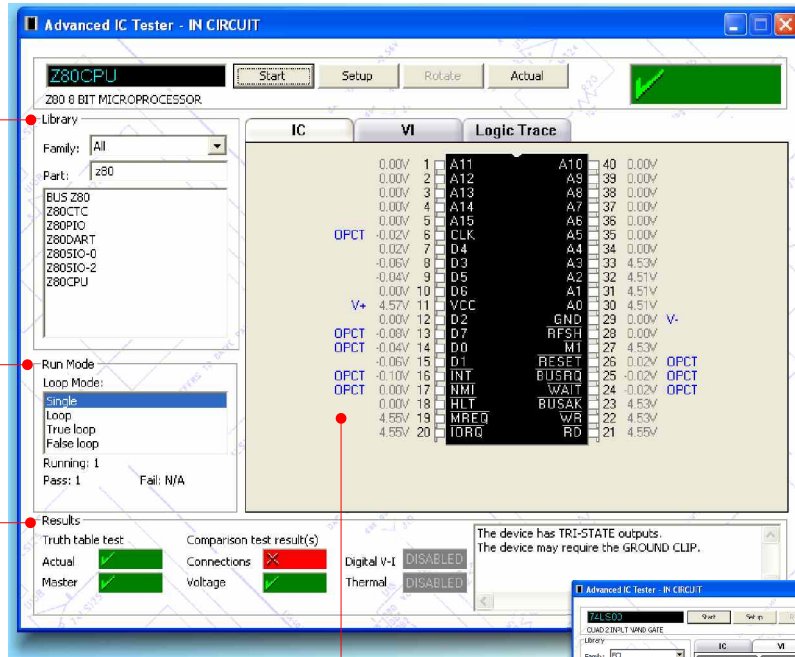 Advanced IC Tester - IN CIRCUIT
Z80CPU
Start
Setup
Rotate
Actual
Z80 8 BIT MICROPROCESSOR
Library
Family: All
Part: z80
BUS Z80
Z80CTC
Z80PIO
Z80DART
Z80SIO-0
Z80SIO-2
Z80CPU
Run Mode
Loop Mode:
Single
Loop
True loop
False loop
Running: 1
Pass: 1 Fail: N/A
IC
VI
Logic Trace
0.00V 1 A11 A10 40 0.00V
0.00V 2 A12 A9 39 0.00V
0.00V 3 A13 A8 38 0.00V
0.00V 4 A14 A7 37 0.00V
0.00V 5 A15 A6 36 0.00V
OPCT -0.02V 6 CLK A5 35 0.00V
0.02V 7 D4 A4 34 0.00V
-0.06V 8 D3 A3 33 4.53V
-0.04V 9 D5 A2 32 4.51V
0.00V 10 D6 A1 31 4.51V
V+ 4.57V 11 VCC A0 30 4.51V
0.00V 12 D2 GND 29 0.00V V-
OPCT -0.08V 13 D7 RFSH 28 0.00V
OPCT -0.04V 14 D0 M1 27 4.53V
-0.06V 15 D1 RESET 26 0.02V OPCT
OPCT -0.10V 16 INT BUSRQ 25 -0.02V OPCT
OPCT 0.00V 17 NMI WAIT 24 -0.02V OPCT
0.00V 18 HLT BUSAK 23 4.53V
4.55V 19 MREQ WR 22 4.53V
4.55V 20 IORQ RD 21 4.55V
Results
Truth table test
Actual
Master
Comparison test result(s)
Connections
Voltage
Digital V-I DISABLED
Thermal DISABLED
The device has TRI-STATE outputs.
The device may require the GROUND CLIP.
Advanced IC Tester - IN CIRCUIT
74LS00
Start
Setup
QUAD 2 INPUT NAND GATE
Library
Family:
IC
VI